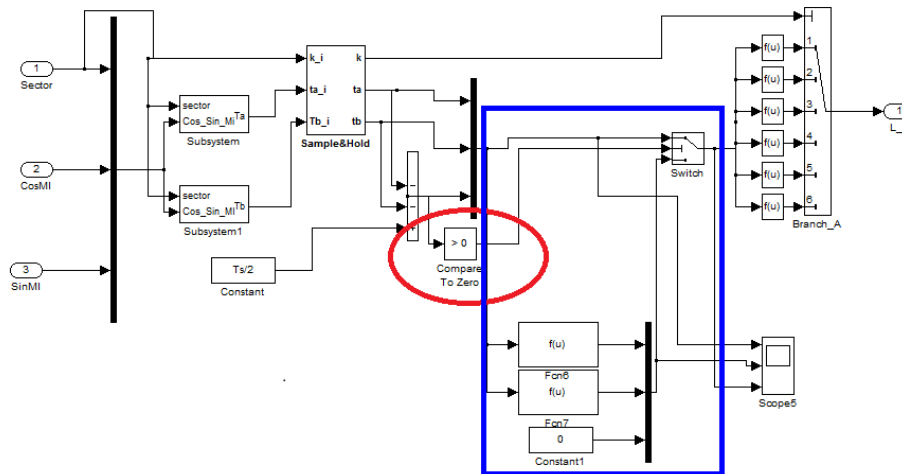 1
Sector
2
CosMI
3
SinMI
sector
Cos_Sin_MI
Ta
Subsystem
sector
Cos_Sin_MI
Tb
Subsystem1
k_i
k
ta_i
ta
Tb_i
tb
Sample&Hold
Ts/2
Constant
> 0
Compare
To Zero
Switch
f(u)
Fcn6
f(u)
Fcn7
0
Constant1
f(u)
f(u)
f(u)
f(u)
f(u)
f(u)
1
2
3
4
5
6
Branch_A
1
L_
Scope5